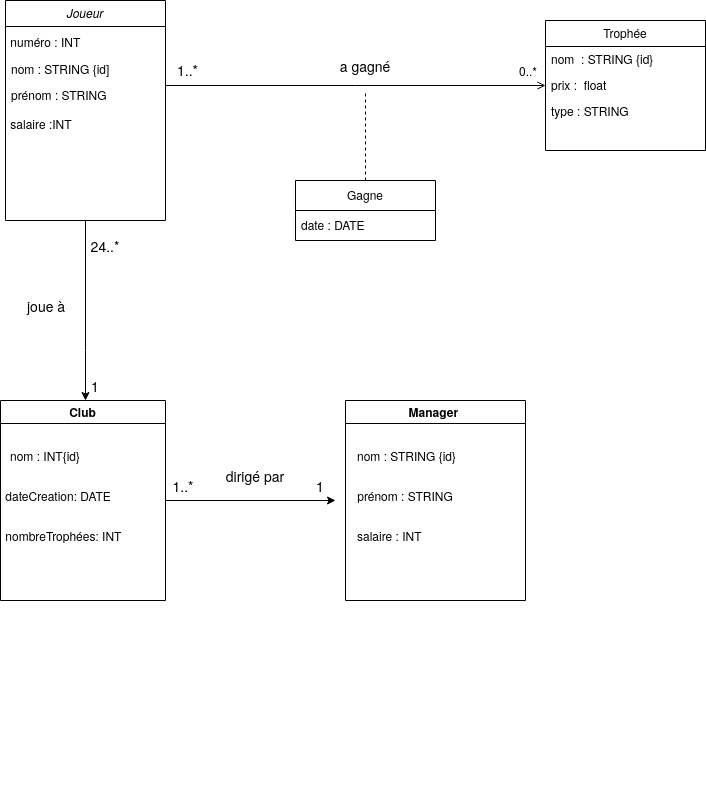 Joueur
numéro : INT
nom : STRING {id]
prénom : STRING
salaire :INT
1..*
a gagné
0..*
Trophée
nom : STRING {id}
prix : float
type : STRING
Gagne
date : DATE
24..*
joue à
1
Club
nom : INT{id}
dateCreation: DATE
nombreTrophées: INT
1..*
dirigé par
1
Manager
nom : STRING {id}
prénom : STRING
salaire : INT